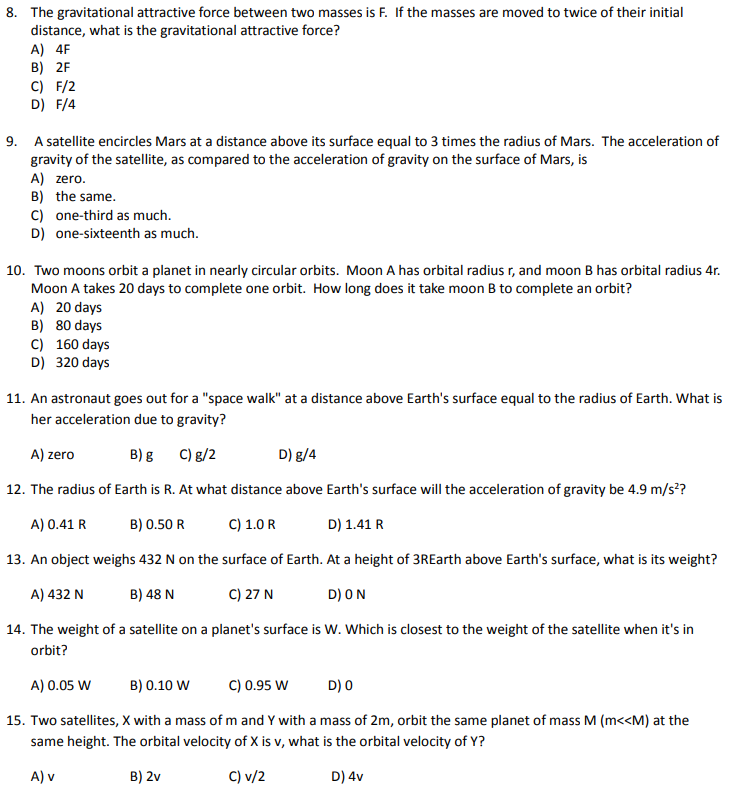 8. The gravitational attractive force between two masses is F. If the masses are moved to twice of their initial
distance, what is the gravitational attractive force?
A) 4F
B) 2F
C) F/2
D) F/4
9. A satellite encircles Mars at a distance above its surface equal to 3 times the radius of Mars. The acceleration of
gravity of the satellite, as compared to the acceleration of gravity on the surface of Mars, is
A) zero.
B) the same.
C) one-third as much.
D) one-sixteenth as much.
10. Two moons orbit a planet in nearly circular orbits. Moon A has orbital radius r, and moon B has orbital radius 4r.
Moon A takes 20 days to complete one orbit. How long does it take moon B to complete an orbit?
A) 20 days
B) 80 days
C) 160 days
D) 320 days
11. An astronaut goes out for a "space walk" at a distance above Earth's surface equal to the radius of Earth. What is
her acceleration due to gravity?
A) zero B) g C) g/2 D) g/4
12. The radius of Earth is R. At what distance above Earth's surface will the acceleration of gravity be 4.9 m/s²?
A) 0.41 R B) 0.50 R C) 1.0 R D) 1.41 R
13. An object weighs 432 N on the surface of Earth. At a height of 3REarth above Earth's surface, what is its weight?
A) 432 N B) 48 N C) 27 N D) 0 N
14. The weight of a satellite on a planet's surface is W. Which is closest to the weight of the satellite when it's in
orbit?
A) 0.05 W B) 0.10 W C) 0.95 W D) 0
15. Two satellites, X with a mass of m and Y with a mass of 2m, orbit the same planet of mass M (m<<M) at the
same height. The orbital velocity of X is v, what is the orbital velocity of Y?
A) v B) 2v C) v/2 D) 4v